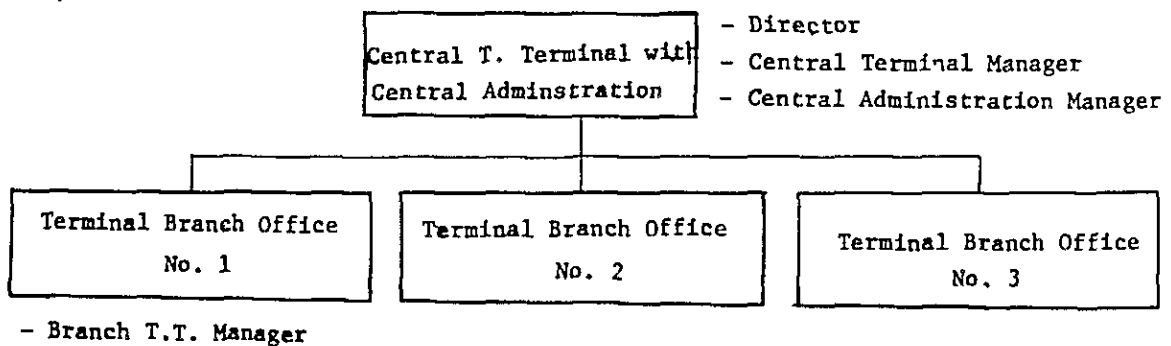 Central T. Terminal with
Central Adminstration
- Director
- Central Terminal Manager
- Central Administration Manager
Terminal Branch Office
No. 1
Terminal Branch Office
No. 2
Terminal Branch Office
No. 3
- Branch T.T. Manager